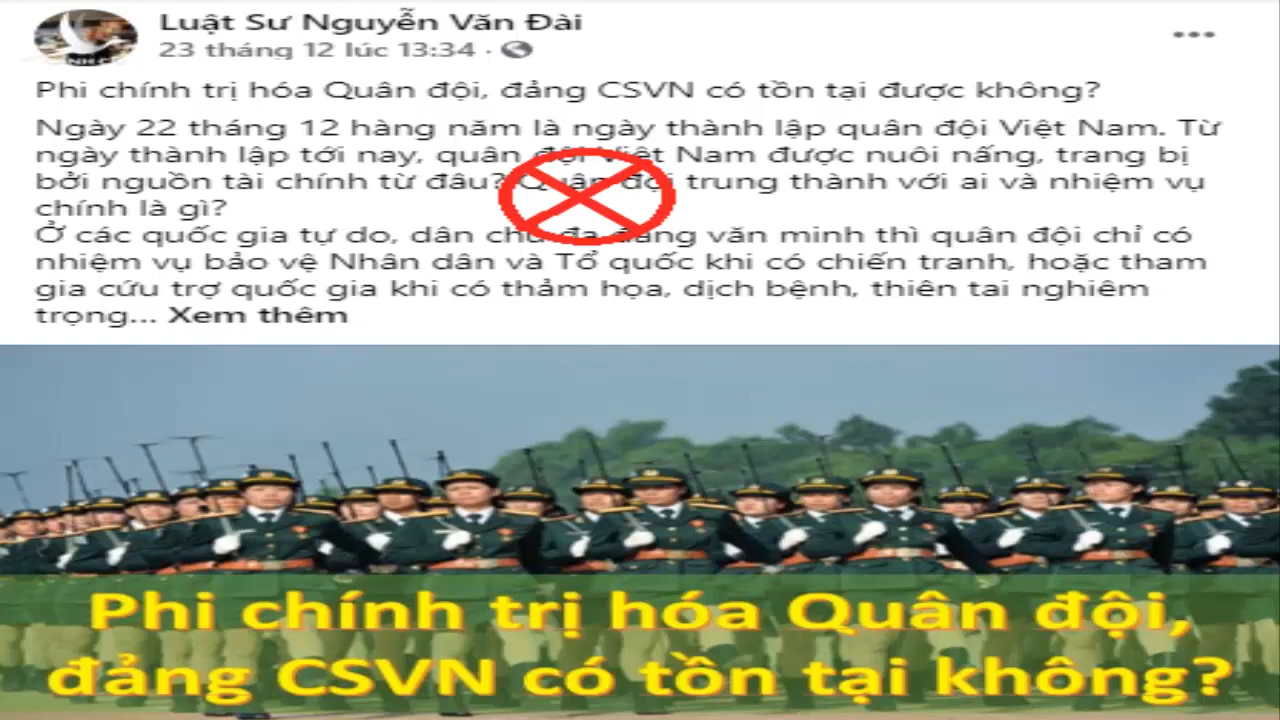 Luật Sư Nguyễn Văn Đài
23 tháng 12 lúc 13:34 ·
Phi chính trị hóa Quân đội, đảng CSVN có tồn tại được không?
Ngày 22 tháng 12 hàng năm là ngày thành lập quân đội Việt Nam. Từ
ngày thành lập tới nay, quân đội Việt Nam được nuôi nấng, trang bị
bởi nguồn tài chính từ đâu? Quân đội trung thành với ai và nhiệm vụ
chính là gì?
Ở các quốc gia tự do, dân chủ đa đảng văn minh thì quân đội chỉ có
nhiệm vụ bảo vệ Nhân dân và Tổ quốc khi có chiến tranh, hoặc tham
gia cứu trợ quốc gia khi có thảm họa, dịch bệnh, thiên tai nghiêm
trọng... Xem thêm
Phi chính trị hóa Quân đội,
đảng CSVN có tồn tại không?